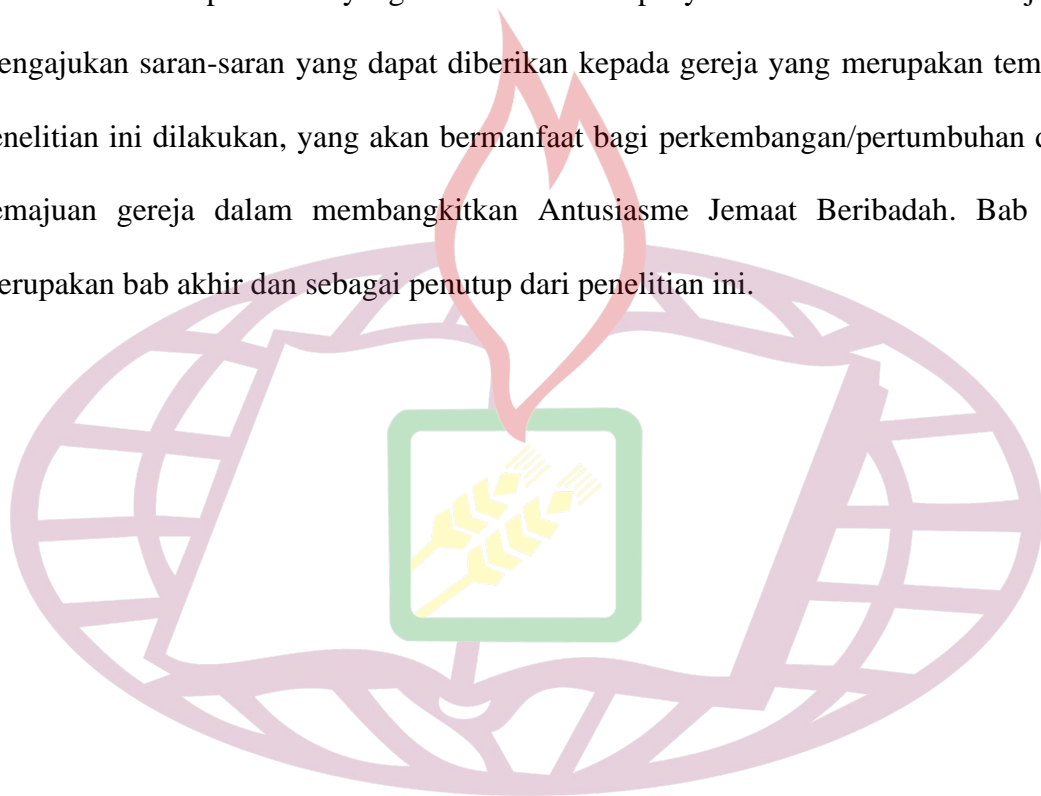 engajukan saran-saran yang dapat diberikan kepada gereja yang merupakan tem
enelitian ini dilakukan, yang akan bermanfaat bagi perkembangan/pertumbuhan
emajuan gereja dalam membangkitkan Antusiasme Jemaat Beribadah. Bab
erupakan bab akhir dan sebagai penutup dari penelitian ini.